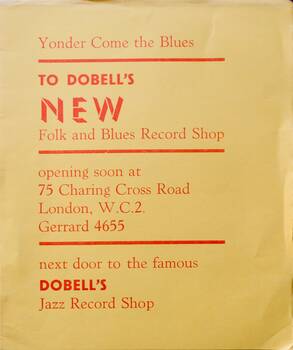 Yonder Come the Blues
TO DOBELL'S
NEW
Folk and Blues Record Shop
opening soon at
75 Charing Cross Road
London, W.C.2.
Gerrard 4655
next door to the famous
DOBELL'S
Jazz Record Shop